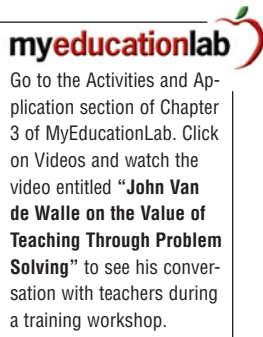 myeducationlab
Go to the Activities and Ap-
plication section of Chapter
3 of MyEducationLab. Click
on Videos and watch the
video entitled “John Van
de Walle on the Value of
Teaching Through Problem
Solving” to see his conver-
sation with teachers during
a training workshop.